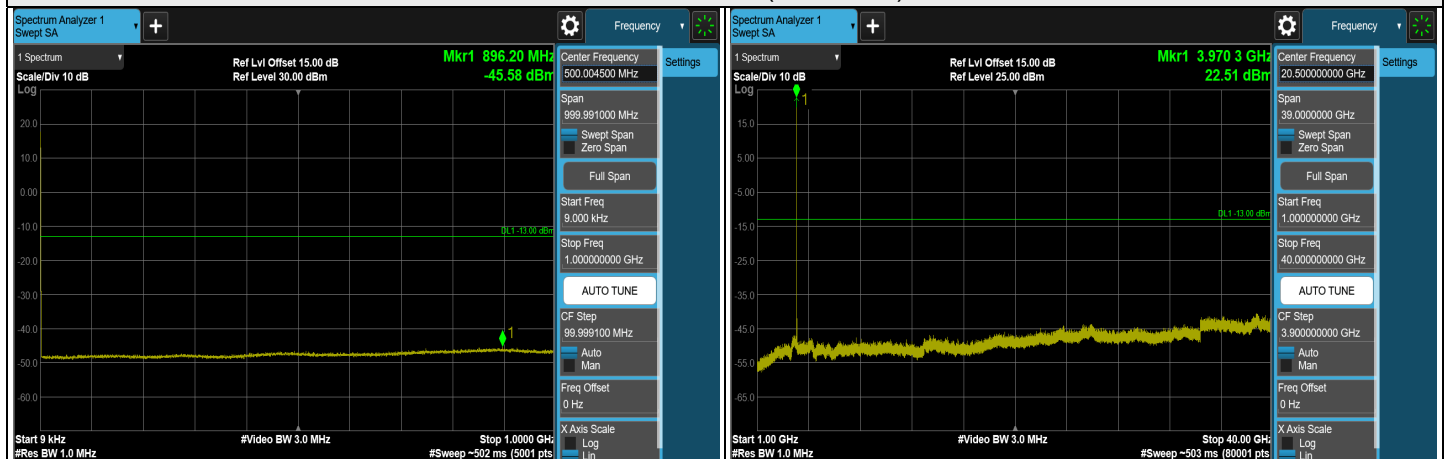 Spectrum Analyzer 1
Swept SA
+
Frequency
1 Spectrum
Scale/Div 10 dB
Log
Ref Lvl Offset 15.00 dB
Ref Level 30.00 dBm
Mkr1 896.20 MHz
-45.58 dBm
20.0
10.0
0.00
-10.0
-20.0
-30.0
-40.0
-50.0
-60.0
DL1 -13.00 dBm
1
Start 9 kHz
#Res BW 1.0 MHz
#Video BW 3.0 MHz
Stop 1.0000 GHz
#Sweep ~502 ms (5001 pts
Center Frequency
500.004500 MHz
Settings
Span
999.991000 MHz
Swept Span
Zero Span
Full Span
Start Freq
9.000 kHz
Stop Freq
1.000000000 GHz
AUTO TUNE
CF Step
99.999100 MHz
Auto
Man
Freq Offset
0 Hz
X Axis Scale
Log
Lin
Spectrum Analyzer 1
Swept SA
+
Frequency
1 Spectrum
Scale/Div 10 dB
Log
Ref Lvl Offset 15.00 dB
Ref Level 25.00 dBm
Mkr1 3.970 3 GHz
22.51 dBm
1
15.0
5.00
-5.00
-15.0
-25.0
-35.0
-45.0
-55.0
-65.0
DL1 -13.00 dBm
Start 1.00 GHz
#Res BW 1.0 MHz
#Video BW 3.0 MHz
Stop 40.00 GHz
#Sweep ~503 ms (80001 pts
Center Frequency
20.500000000 GHz
Settings
Span
39.0000000 GHz
Swept Span
Zero Span
Full Span
Start Freq
1.000000000 GHz
Stop Freq
40.000000000 GHz
AUTO TUNE
CF Step
3.900000000 GHz
Auto
Man
Freq Offset
0 Hz
X Axis Scale
Log
Lin